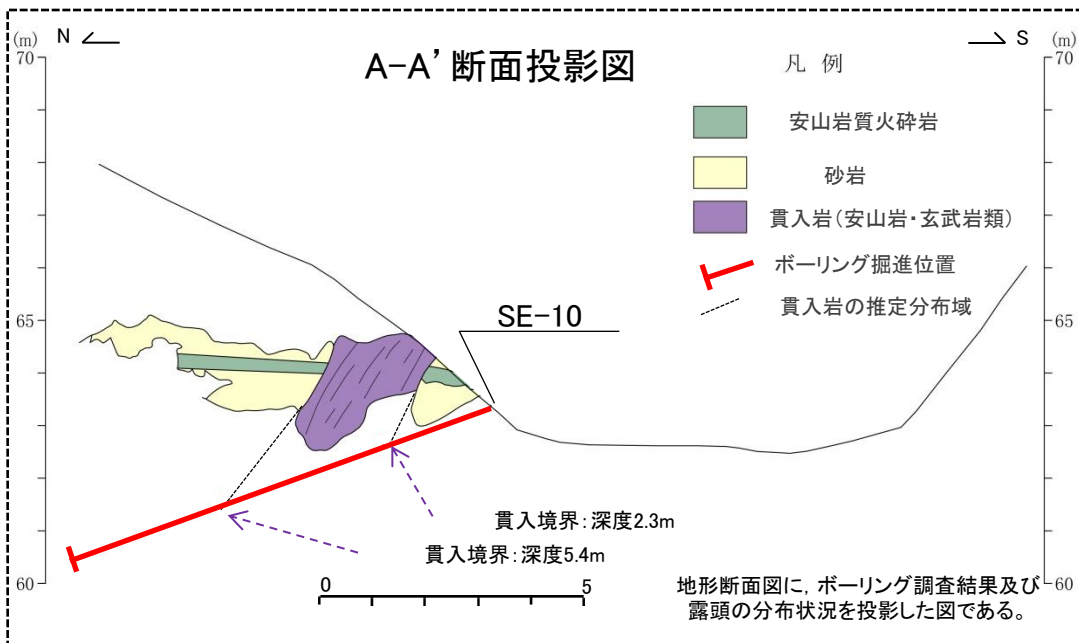 (m)
N
S
(m)
70
70
A-A’断面投影図
凡 例
安山岩質火砕岩
砂岩
貫入岩(安山岩・玄武岩類)
ボーリング掘進位置
貫入岩の推定分布域
65
65
SE-10
貫入境界:深度2.3m
貫入境界:深度5.4m
60
60
0
5
地形断面図に,ボーリング調査結果及び
露頭の分布状況を投影した図である。